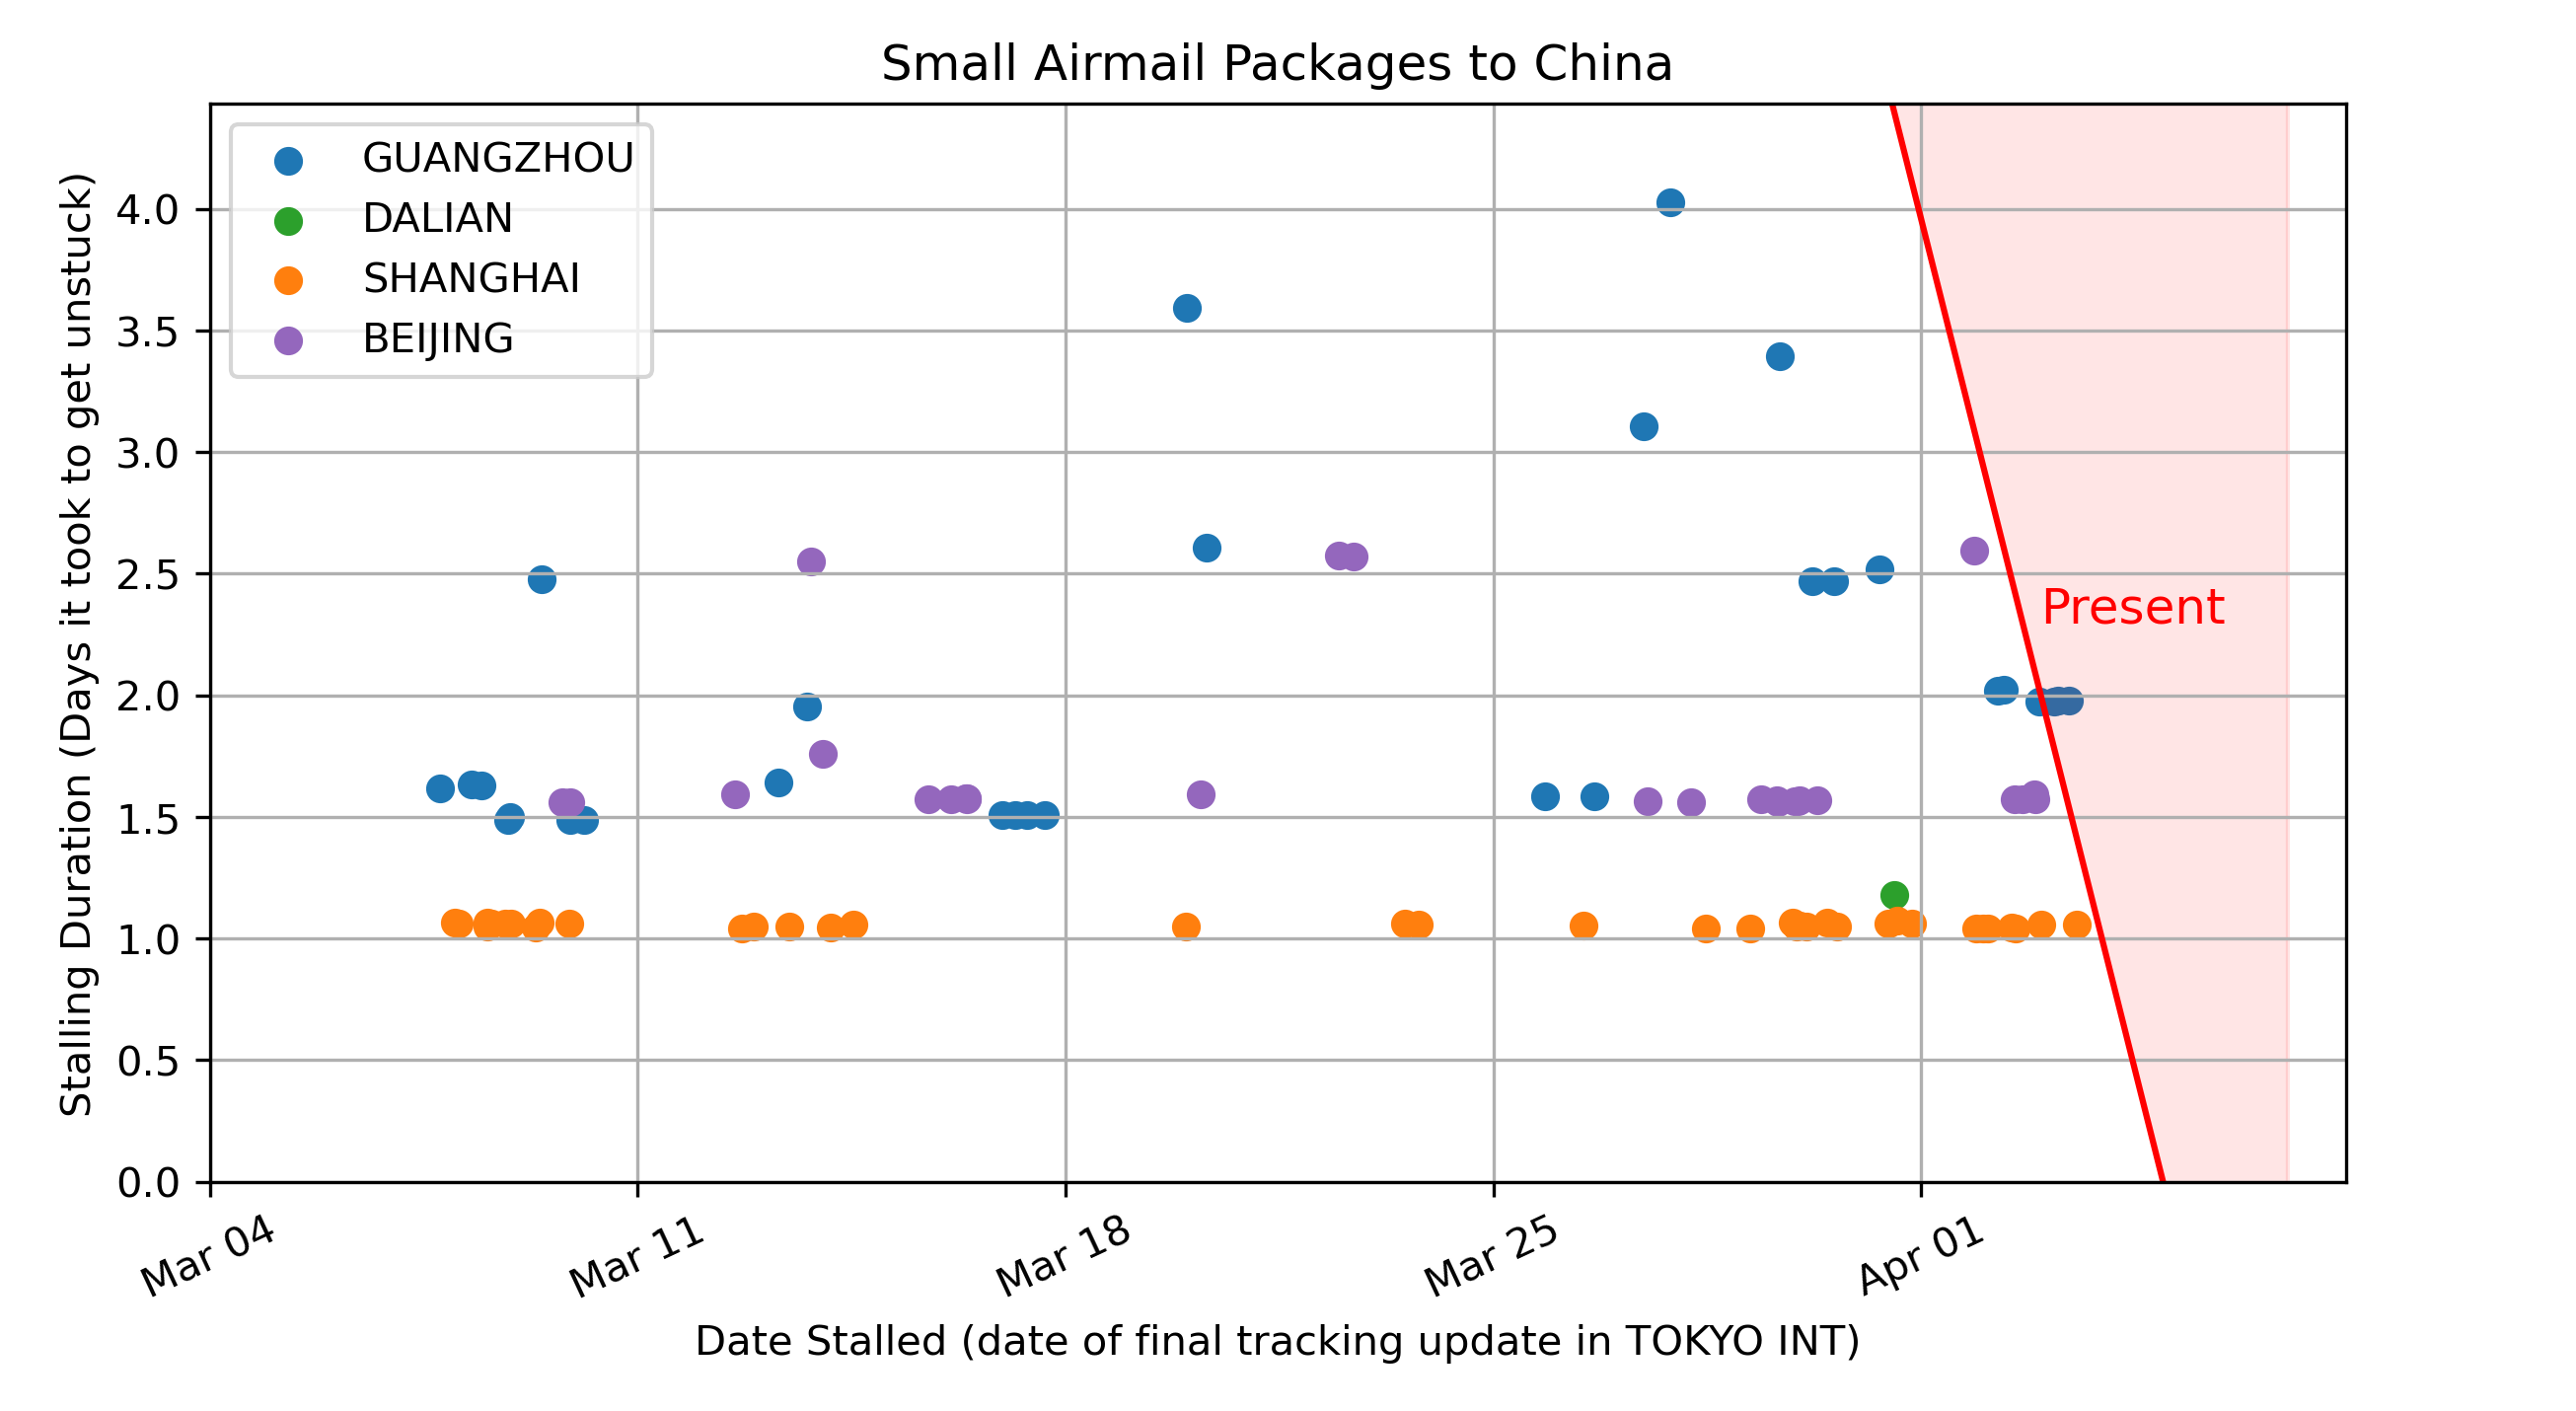 Small Airmail Packages to China
Stalling Duration (Days it took to get unstuck)
4.0
3.5
3.0
2.5
2.0
1.5
1.0
0.5
0.0
GUANGZHOU
DALIAN
SHANGHAI
BEIJING
Present
Mar 04
Mar 11
Mar 18
Mar 25
Apr 01
Date Stalled (date of final tracking update in TOKYO INT)